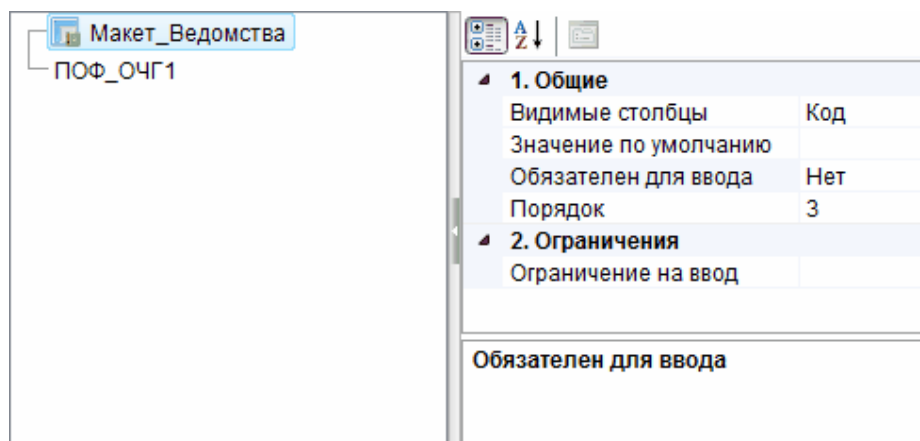 Макет_Ведомства
ПОФ_ОЧГ1
1. Общие
Видимые столбцы Код
Значение по умолчанию
Обязателен для ввода Нет
Порядок 3
2. Ограничения
Ограничение на ввод
Обязателен для ввода